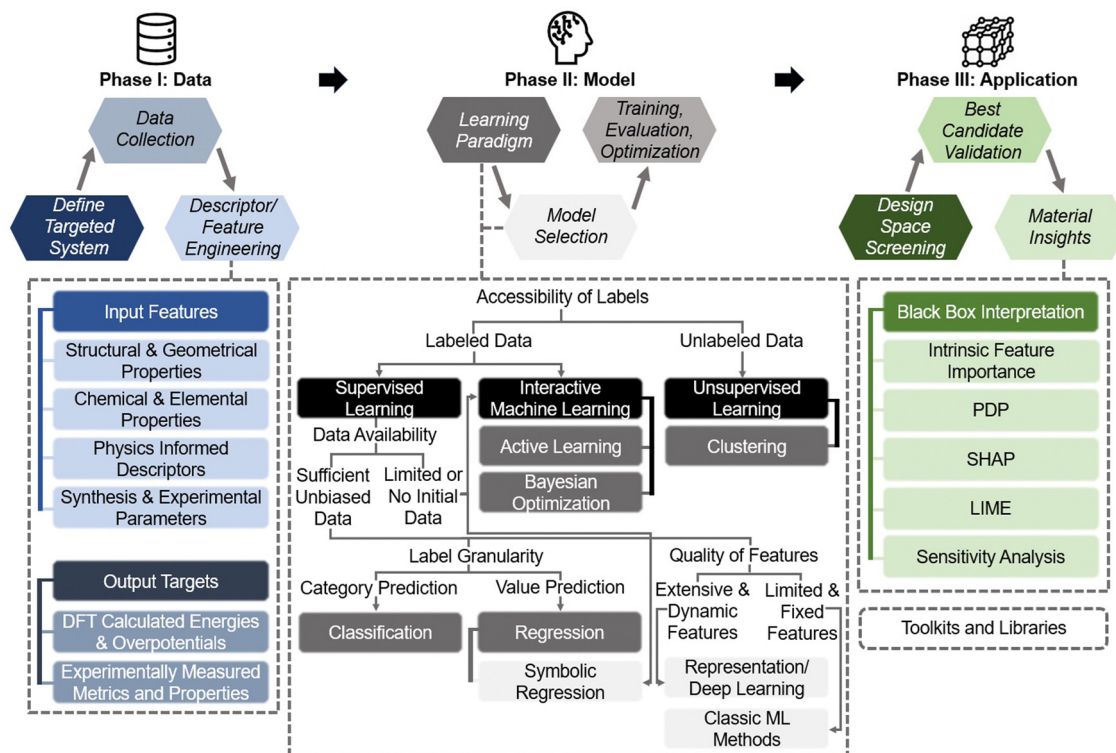 Phase I: Data
Phase II: Model
Phase III: Application
Data
Collection
Define
Targeted
System
Descriptor/
Feature
Engineering
Learning
Paradigm
Training,
Evaluation,
Optimization
Model
Selection
Best
Candidate
Validation
Design
Space
Screening
Material
Insights
Input Features
Structural & Geometrical
Properties
Chemical & Elemental
Properties
Physics Informed
Descriptors
Synthesis & Experimental
Parameters
Output Targets
DFT Calculated Energies
& Overpotentials
Experimentally Measured
Metrics and Properties
Accessibility of Labels
Labeled Data
Unlabeled Data
Supervised
Learning
Interactive
Machine Learning
Unsupervised
Learning
Data Availability
Active Learning
Clustering
Sufficient
Unbiased
Data
Limited or
No Initial
Data
Bayesian
Optimization
Label Granularity
Quality of Features
Category Prediction
Value Prediction
Extensive &
Dynamic
Features
Limited &
Fixed
Features
Classification
Regression
Symbolic
Regression
Representation/
Deep Learning
Classic ML
Methods
Black Box Interpretation
Intrinsic Feature
Importance
PDP
SHAP
LIME
Sensitivity Analysis
Toolkits and Libraries